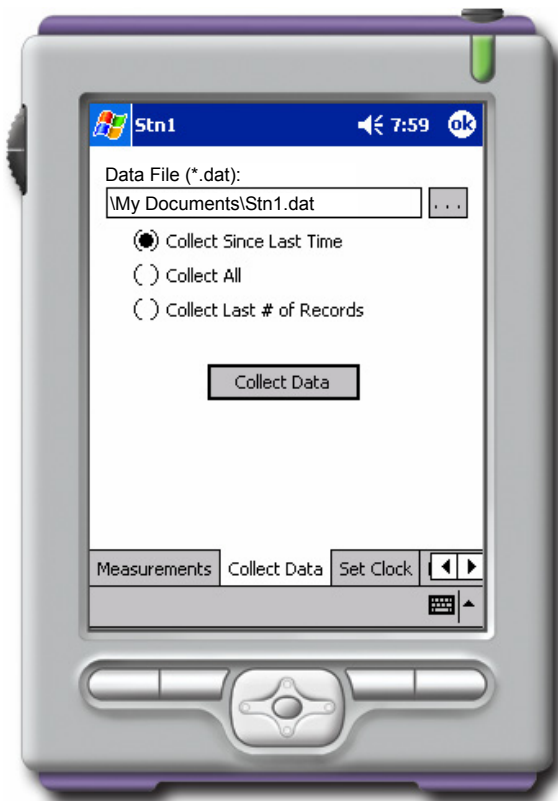 Stn1 7:59 ok
Data File (*.dat):
\My Documents\Stn1.dat ...
Collect Since Last Time
Collect All
Collect Last # of Records
Collect Data
Measurements Collect Data Set Clock